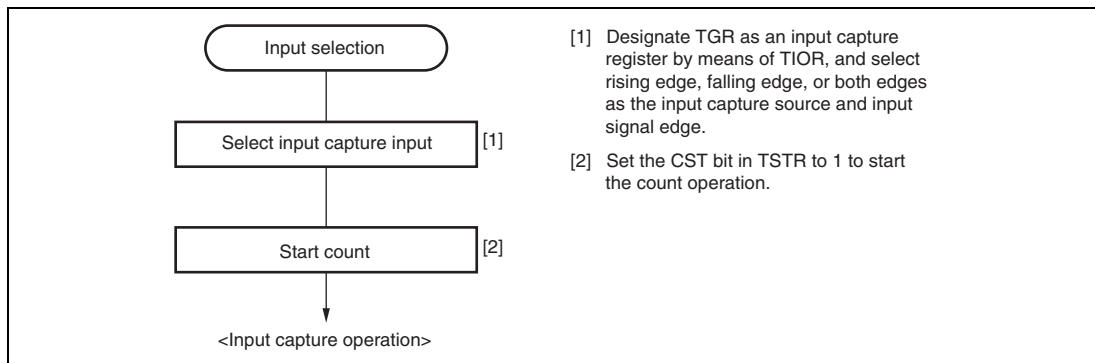 Input selection
Select input capture input
[1]
Start count
[2]
<Input capture operation>
[1] Designate TGR as an input capture
register by means of TIOR, and select
rising edge, falling edge, or both edges
as the input capture source and input
signal edge.
[2] Set the CST bit in TSTR to 1 to start
the count operation.